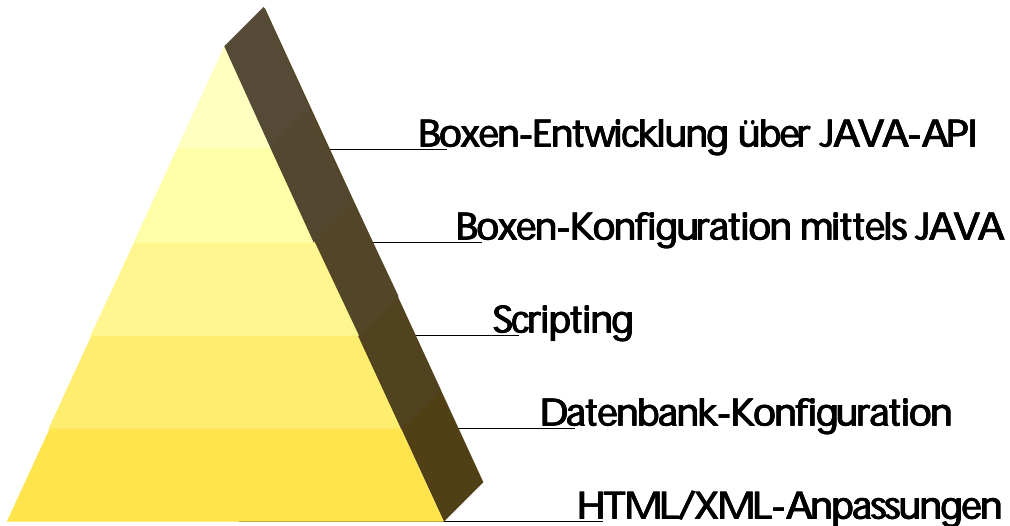 Boxen-Entwicklung über JAVA-API
Boxen-Konfiguration mittels JAVA
Scripting
Datenbank-Konfiguration
HTML/XML-Anpassungen